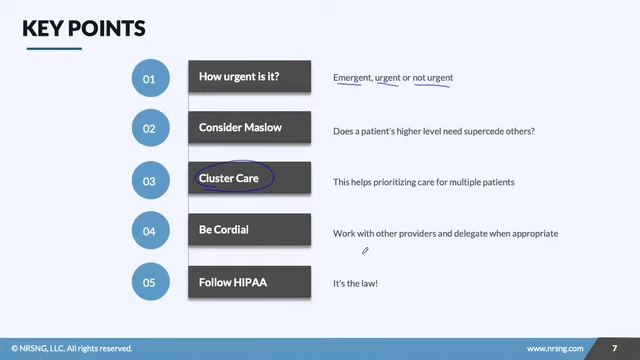 KEY POINTS
01
How urgent is it?
Emergent, urgent or not urgent
02
Consider Maslow
Does a patient's higher level need supercede others?
03
Cluster Care
This helps prioritizing care for multiple patients
04
Be Cordial
Work with other providers and delegate when appropriate
05
Follow HIPAA
It's the law!
© NRSNG, LLC. All rights reserved.
www.nrsng.com
7